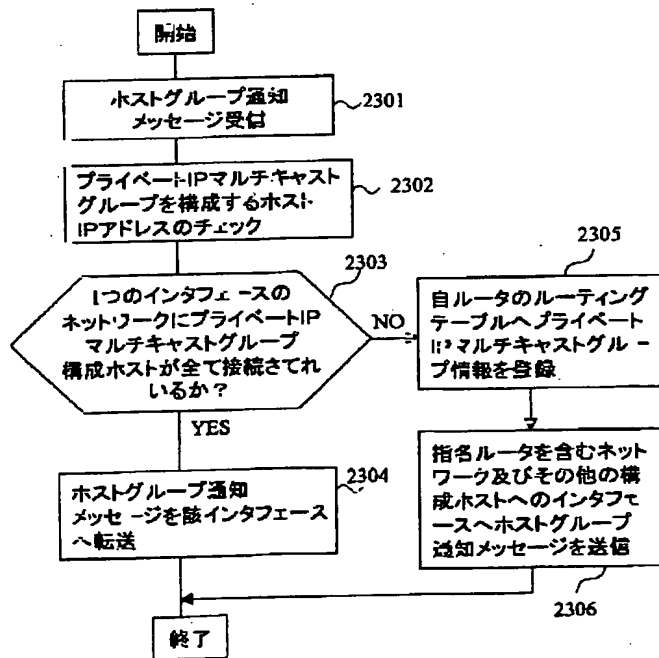 開始
ホストグループ通知
メッセージ受信
2301
プライベートIPマルチキャスト
グループを構成するホスト
IPアドレスのチェック
2302
1つのインタフェースの
ネットワークにプライベートIP
マルチキャストグループ
構成ホストが全て接続さてれ
いるか？
2303
NO
YES
2305
自ルータのルーティング
テーブルへプライベート
IPマルチキャストグルー
プ情報を登録
ホストグループ通知
メッセージを該インタフェース
へ転送
2304
指名ルータを含むネット
ワーク及びその他の構
成ホストへのインタフェ
ースへホストグループ
通知メッセージを送信
2306
終了